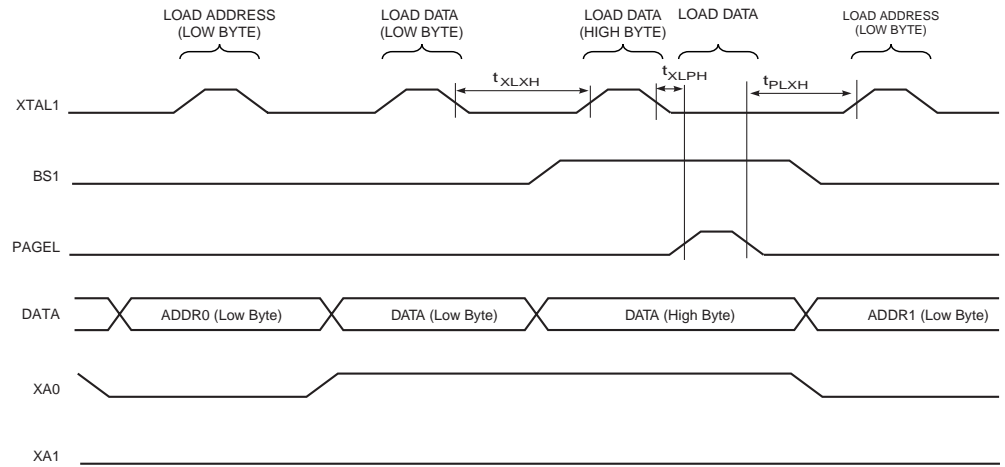 LOAD ADDRESS
(LOW BYTE)
LOAD DATA
(LOW BYTE)
LOAD DATA
(HIGH BYTE)
LOAD DATA
LOAD ADDRESS
(LOW BYTE)
tXLXH
tXLPH
tPLXH
XTAL1
BS1
PAGEL
DATA
ADDR0 (Low Byte)
DATA (Low Byte)
DATA (High Byte)
ADDR1 (Low Byte)
XA0
XA1